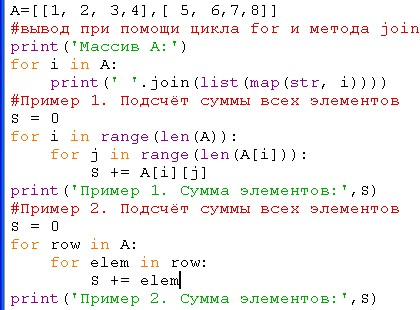 A=[[1, 2, 3,4],[ 5, 6,7,8]]
#вывод при помощи цикла for и метода join
print('Массив А:')
for i in A:
    print(' '.join(list(map(str, i))))
#Пример 1. Подсчёт суммы всех элементов
S = 0
for i in range(len(A)):
    for j in range(len(A[i])):
        S += A[i][j]
print('Пример 1. Сумма элементов:',S)
#Пример 2. Подсчёт суммы всех элементов
S = 0
for row in A:
    for elem in row:
        S += elem
print('Пример 2. Сумма элементов:',S)